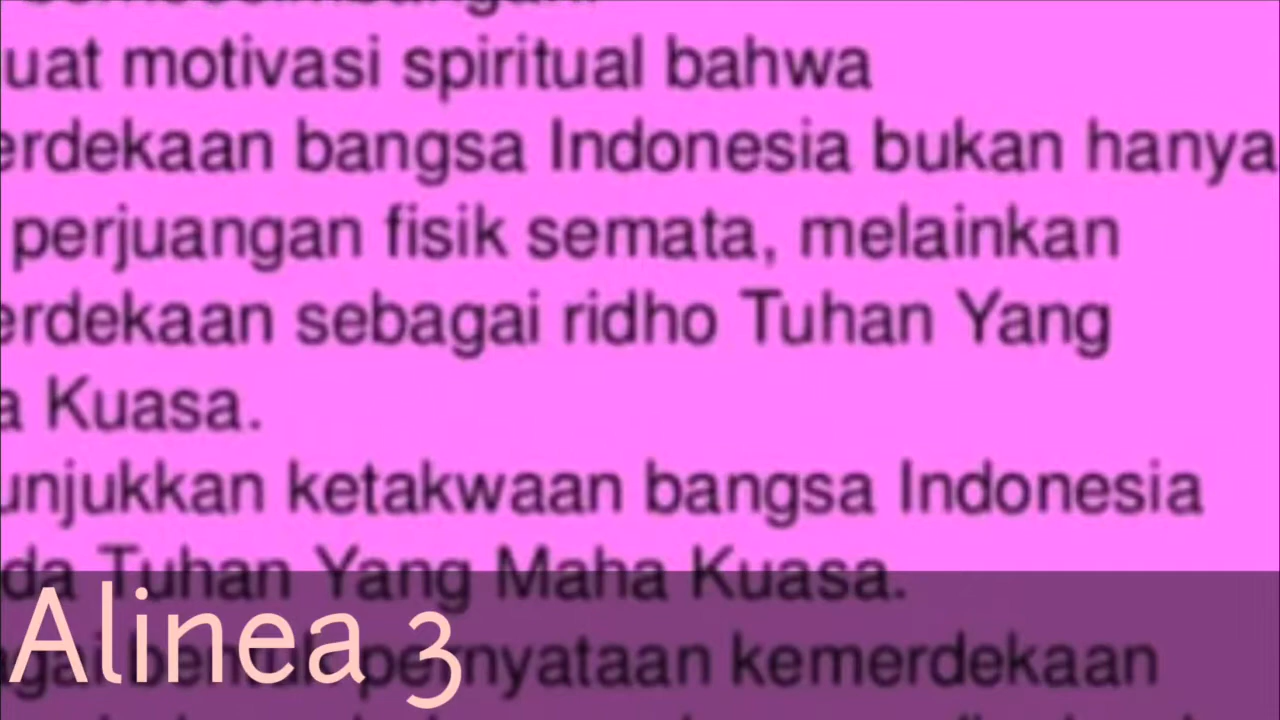 uat motivasi spiritual bahwa
erdekaan bangsa Indonesia bukan hanya
perjuangan fisik semata, melainkan
erdekaan sebagai ridho Tuhan Yang
a Kuasa.
unjukkan ketakwaan bangsa Indonesia
da Tuhan Yang Maha Kuasa.
Alinea 3
pernyataan kemerdekaan